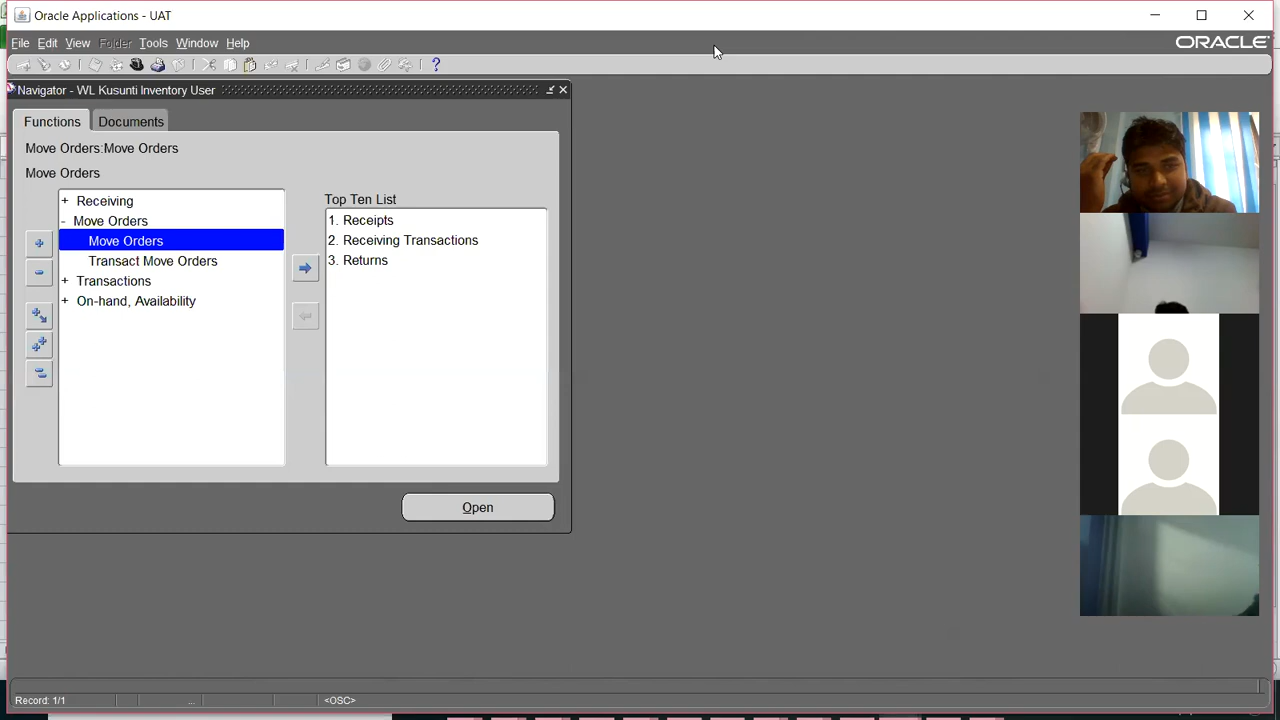 Oracle Applications - UAT
File Edit View Folder Tools Window Help
ORACLE
Navigator - WL Kusunti Inventory User
Functions Documents
Move Orders:Move Orders
Move Orders
+ Receiving
- Move Orders
Move Orders
Transact Move Orders
+ Transactions
+ On-hand, Availability
Top Ten List
1. Receipts
2. Receiving Transactions
3. Returns
Open
Record: 1/1 ... <OSC>